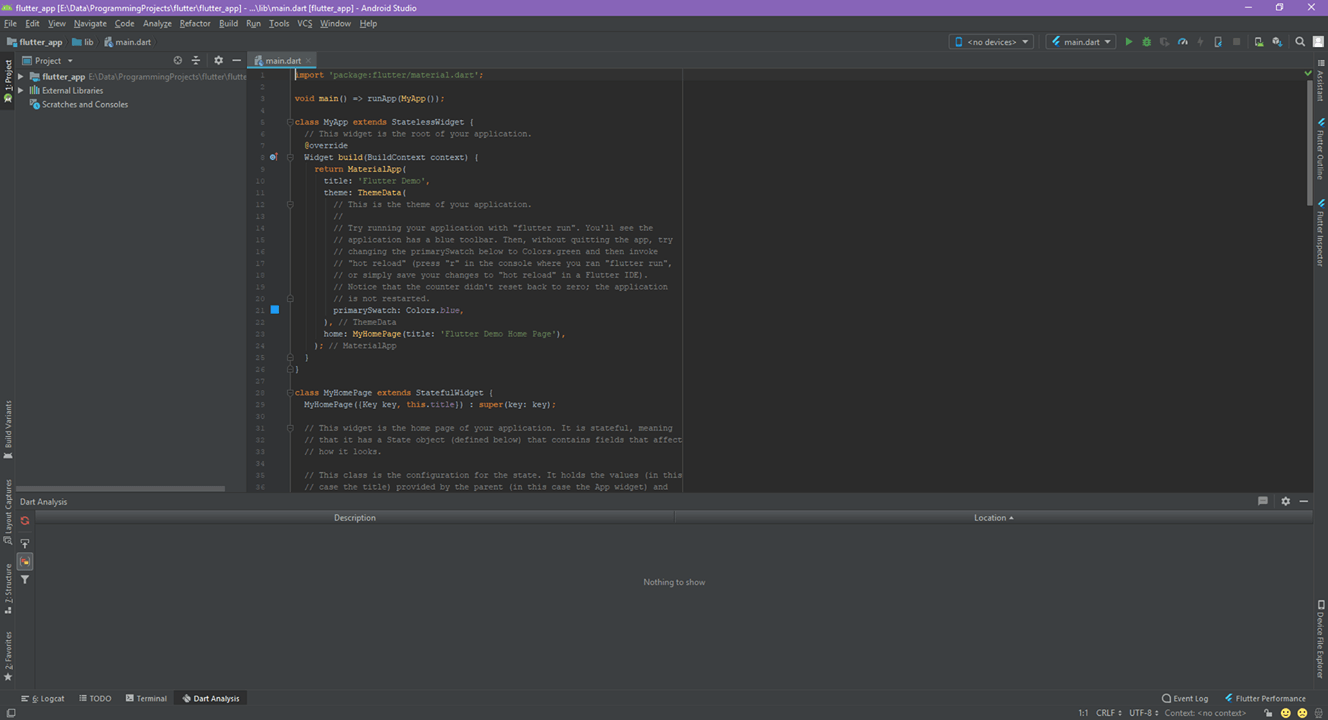 flutter_app [E:\Data\ProgrammingProjects\flutter\flutter_app] - ...\lib\main.dart [flutter_app] - Android Studio
File Edit View Navigate Code Analyze Refactor Build Run Tools VCS Window Help
flutter_app lib main.dart <no devices> main.dart
1: Project
Project
flutter_app E:\Data\ProgrammingProjects\flutter\flutte
External Libraries
Scratches and Consoles
Build Variants
Layout Captures
7: Structure
2: Favorites
main.dart
1 import 'package:flutter/material.dart';
2
3 void main() => runApp(MyApp());
4
5 class MyApp extends StatelessWidget {
6 // This widget is the root of your application.
7 @override
8 Widget build(BuildContext context) {
9 return MaterialApp(
10 title: 'Flutter Demo',
11 theme: ThemeData(
12 // This is the theme of your application.
13 //
14 // Try running your application with "flutter run". You'll see the
15 // application has a blue toolbar. Then, without quitting the app, try
16 // changing the primarySwatch below to Colors.green and then invoke
17 // "hot reload" (press "r" in the console where you ran "flutter run",
18 // or simply save your changes to "hot reload" in a Flutter IDE).
19 // Notice that the counter didn't reset back to zero; the application
20 // is not restarted.
21 primarySwatch: Colors.blue,
22 ), // ThemeData
23 home: MyHomePage(title: 'Flutter Demo Home Page'),
24 ); // MaterialApp
25 }
26 }
27
28 class MyHomePage extends StatefulWidget {
29 MyHomePage({Key key, this.title}) : super(key: key);
30
31 // This widget is the home page of your application. It is stateful, meaning
32 // that it has a State object (defined below) that contains fields that affect
33 // how it looks.
34
35 // This class is the configuration for the state. It holds the values (in this
36 // case the title) provided by the parent (in this case the App widget) and
Assistant
Flutter Outline
Flutter Inspector
Device File Explorer
Dart Analysis
Description Location
Nothing to show
6: Logcat TODO Terminal Dart Analysis Event Log Flutter Performance
1:1 CRLF UTF-8 Context: <no context>